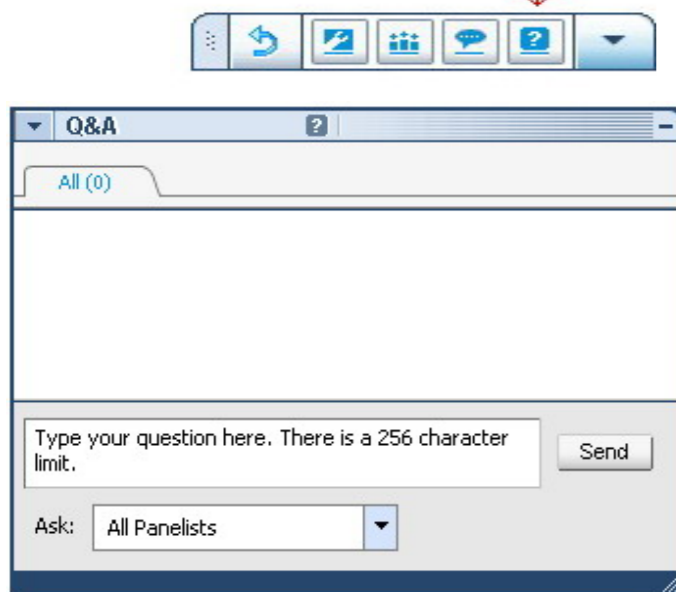 Q&A
All (0)
Type your question here. There is a 256 character
limit.
Send
Ask: All Panelists